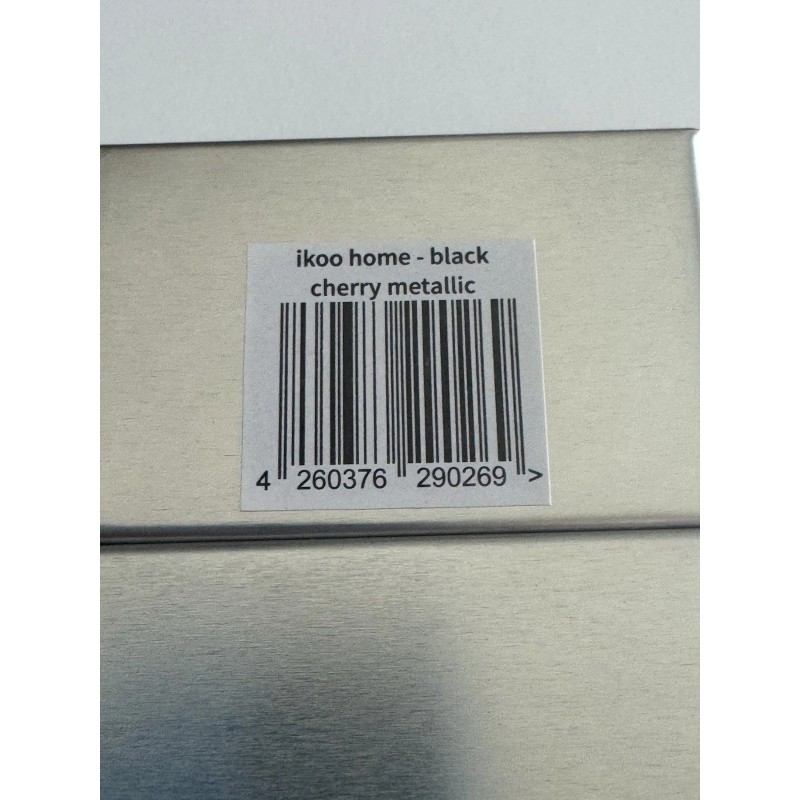 ikoo home - black
cherry metallic
4 260376 290269 >